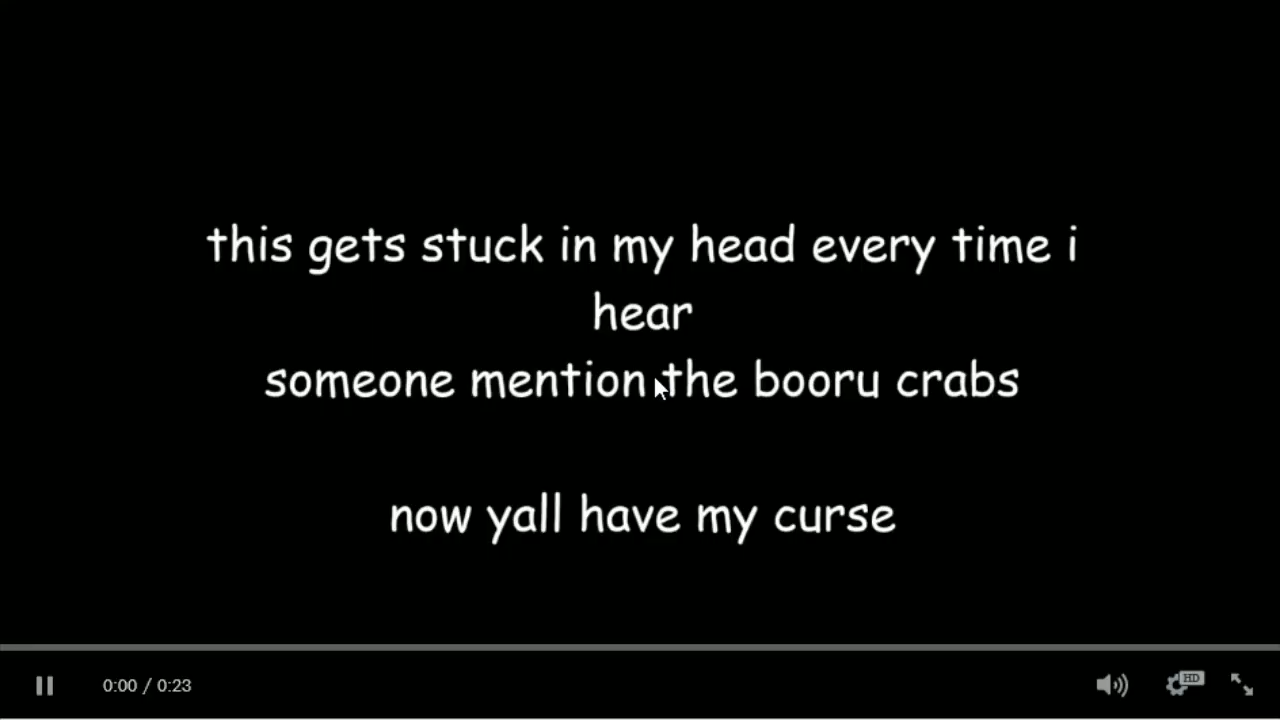 this gets stuck in my head every time i
hear
someone mention the booru crabs
now yall have my curse
0:00 / 0:23
HD